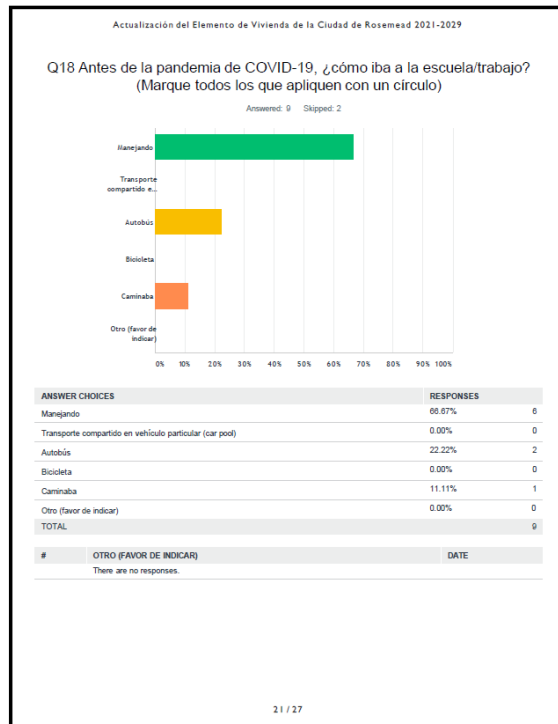 Actualización del Elemento de Vivienda de la Ciudad de Rosemead 2021-2029
Q18 Antes de la pandemia de COVID-19, ¿cómo iba a la escuela/trabajo?
(Marque todos los que apliquen con un círculo)
Answered: 9 Skipped: 2
Manejando
Transporte
compartido e...
Autobús
Bicicleta
Caminaba
Otro (favor de
indicar)
0% 10% 20% 30% 40% 50% 60% 70% 80% 90% 100%
ANSWER CHOICES RESPONSES
Manejando 66.67% 6
Transporte compartido en vehículo particular (car pool) 0.00% 0
Autobús 22.22% 2
Bicicleta 0.00% 0
Caminaba 11.11% 1
Otro (favor de indicar) 0.00% 0
TOTAL 9
# OTRO (FAVOR DE INDICAR) DATE
There are no responses.
21 / 27